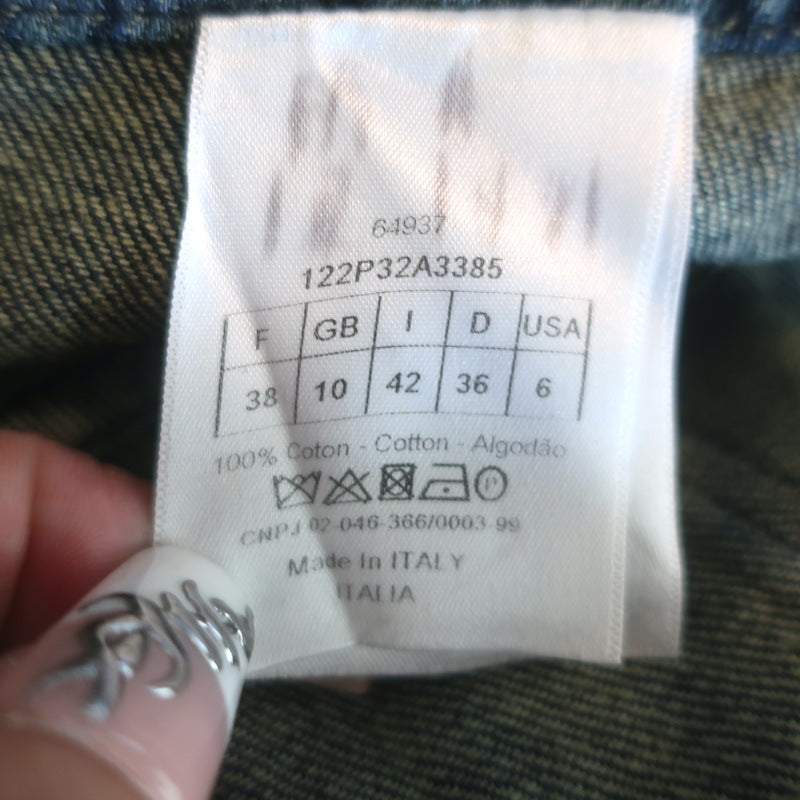 64937
122P32A3385
F GB I D USA
38 10 42 36 6
100% Coton - Cotton - Algodão
P
CNPJ 02-046-366/0003-99
Made In ITALY
ITALIA